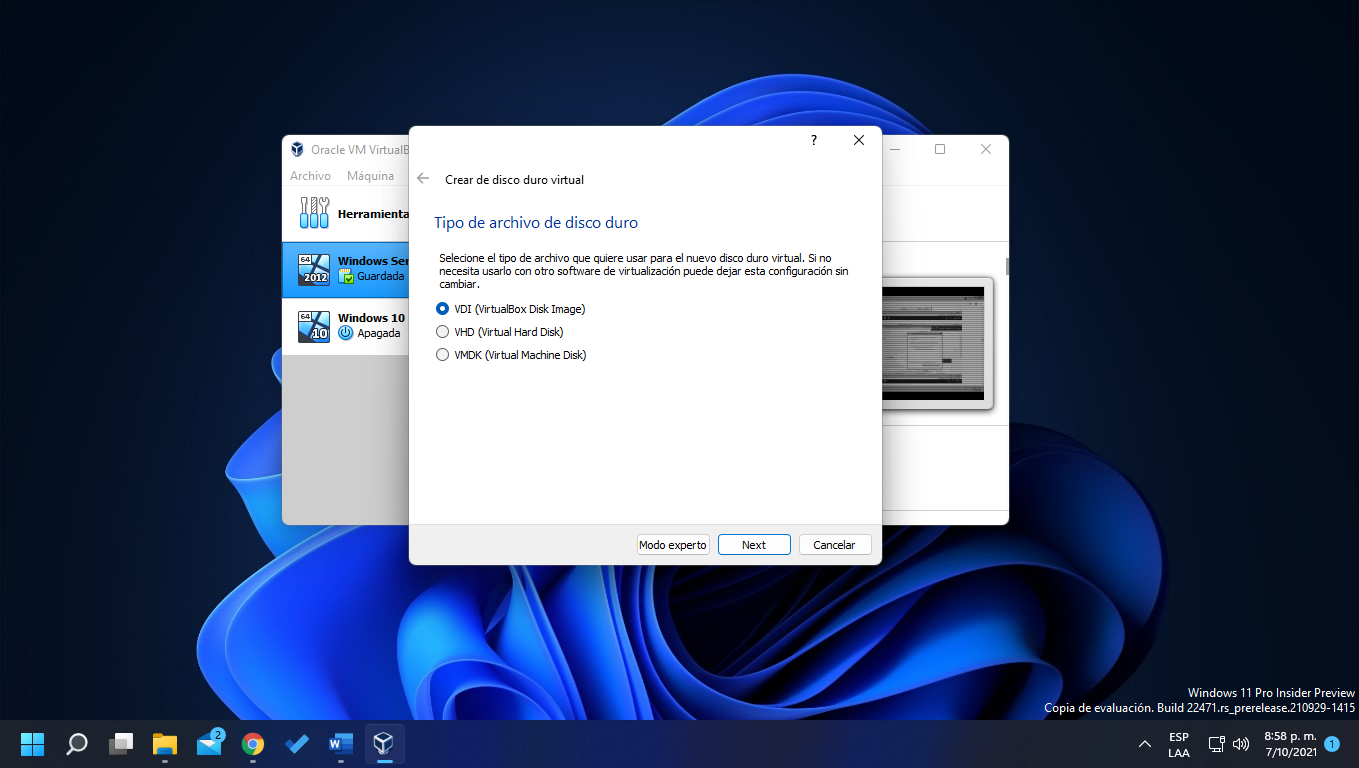 Oracle VM VirtualB
Archivo Máquina
Herramienta
64
2012
Windows Ser
Guardada
64
10
Windows 10
Apagada
?
Crear de disco duro virtual
Tipo de archivo de disco duro
Selecione el tipo de archivo que quiere usar para el nuevo disco duro virtual. Si no
necesita usarlo con otro software de virtualización puede dejar esta configuración sin
cambiar.
VDI (VirtualBox Disk Image)
VHD (Virtual Hard Disk)
VMDK (Virtual Machine Disk)
Modo experto Next Cancelar
Windows 11 Pro Insider Preview
Copia de evaluación. Build 22471.rs_prerelease.210929-1415
2
W
ESP
LAA
8:58 p. m.
7/10/2021
1